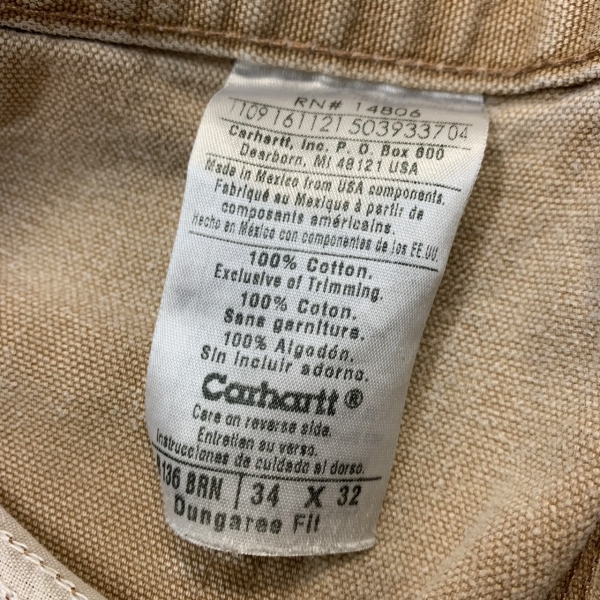 RN# 14806
1109161121503933704
Carhartt, Inc. P. O. Box 600
Dearborn, MI 48121 USA
Made in Mexico from USA components.
Fabriqué au Mexique à partir de
composants américains.
Hecho en México con componentes de los EE.UU.
100% Cotton.
Exclusive of Trimming.
100% Coton.
Sans garniture.
100% Algodón.
Sin incluir adorno.
Carhartt®
Care on reverse side.
Entretien au verso.
Instrucciones de cuidado al dorso.
136 BRN | 34 X 32
Dungaree Fit